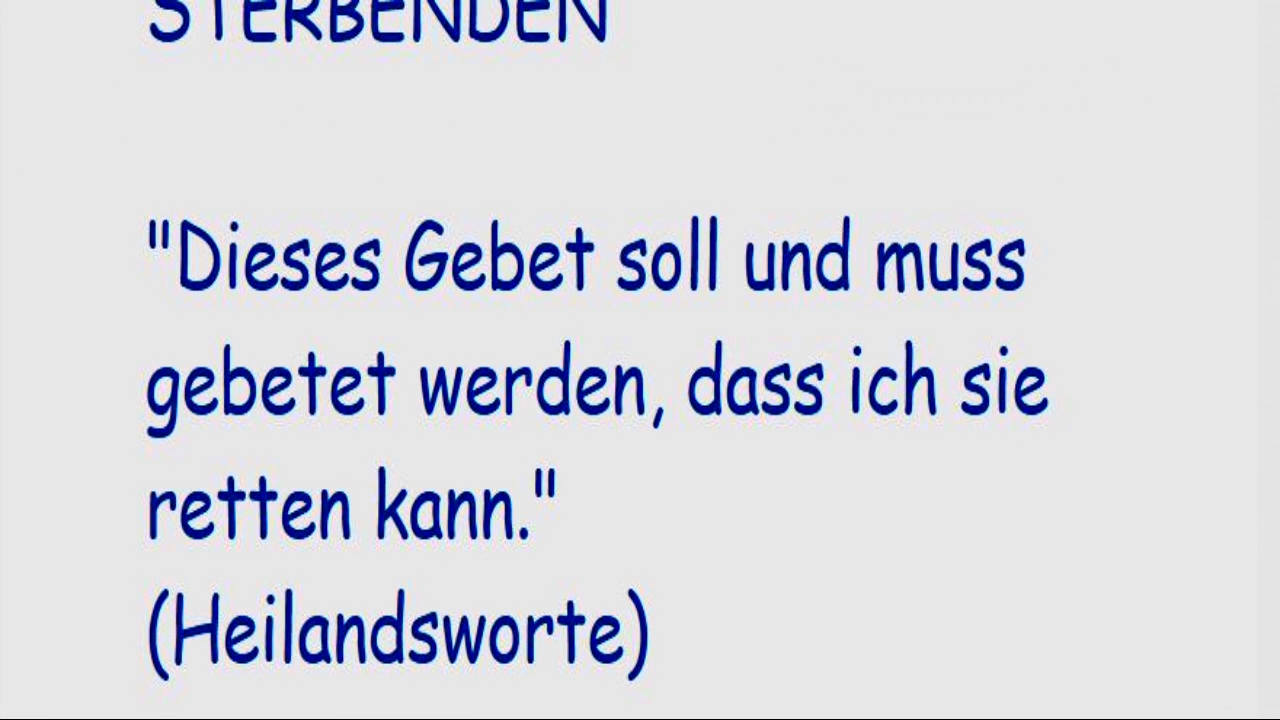 STERBENDEN
"Dieses Gebet soll und muss
gebetet werden, dass ich sie
retten kann."
(Heilandsworte)